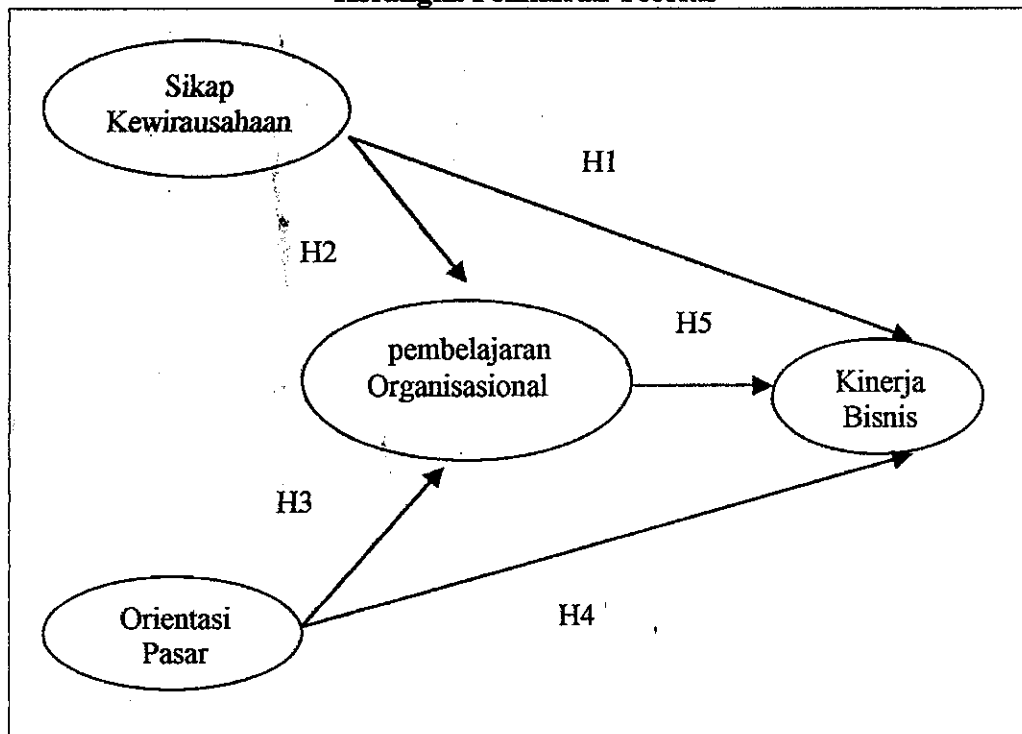 Sikap
Kewirausahaan
H1
H2
H5
pembelajaran
Organisasional
Kinerja
Bisnis
H3
H4
Orientasi
Pasar